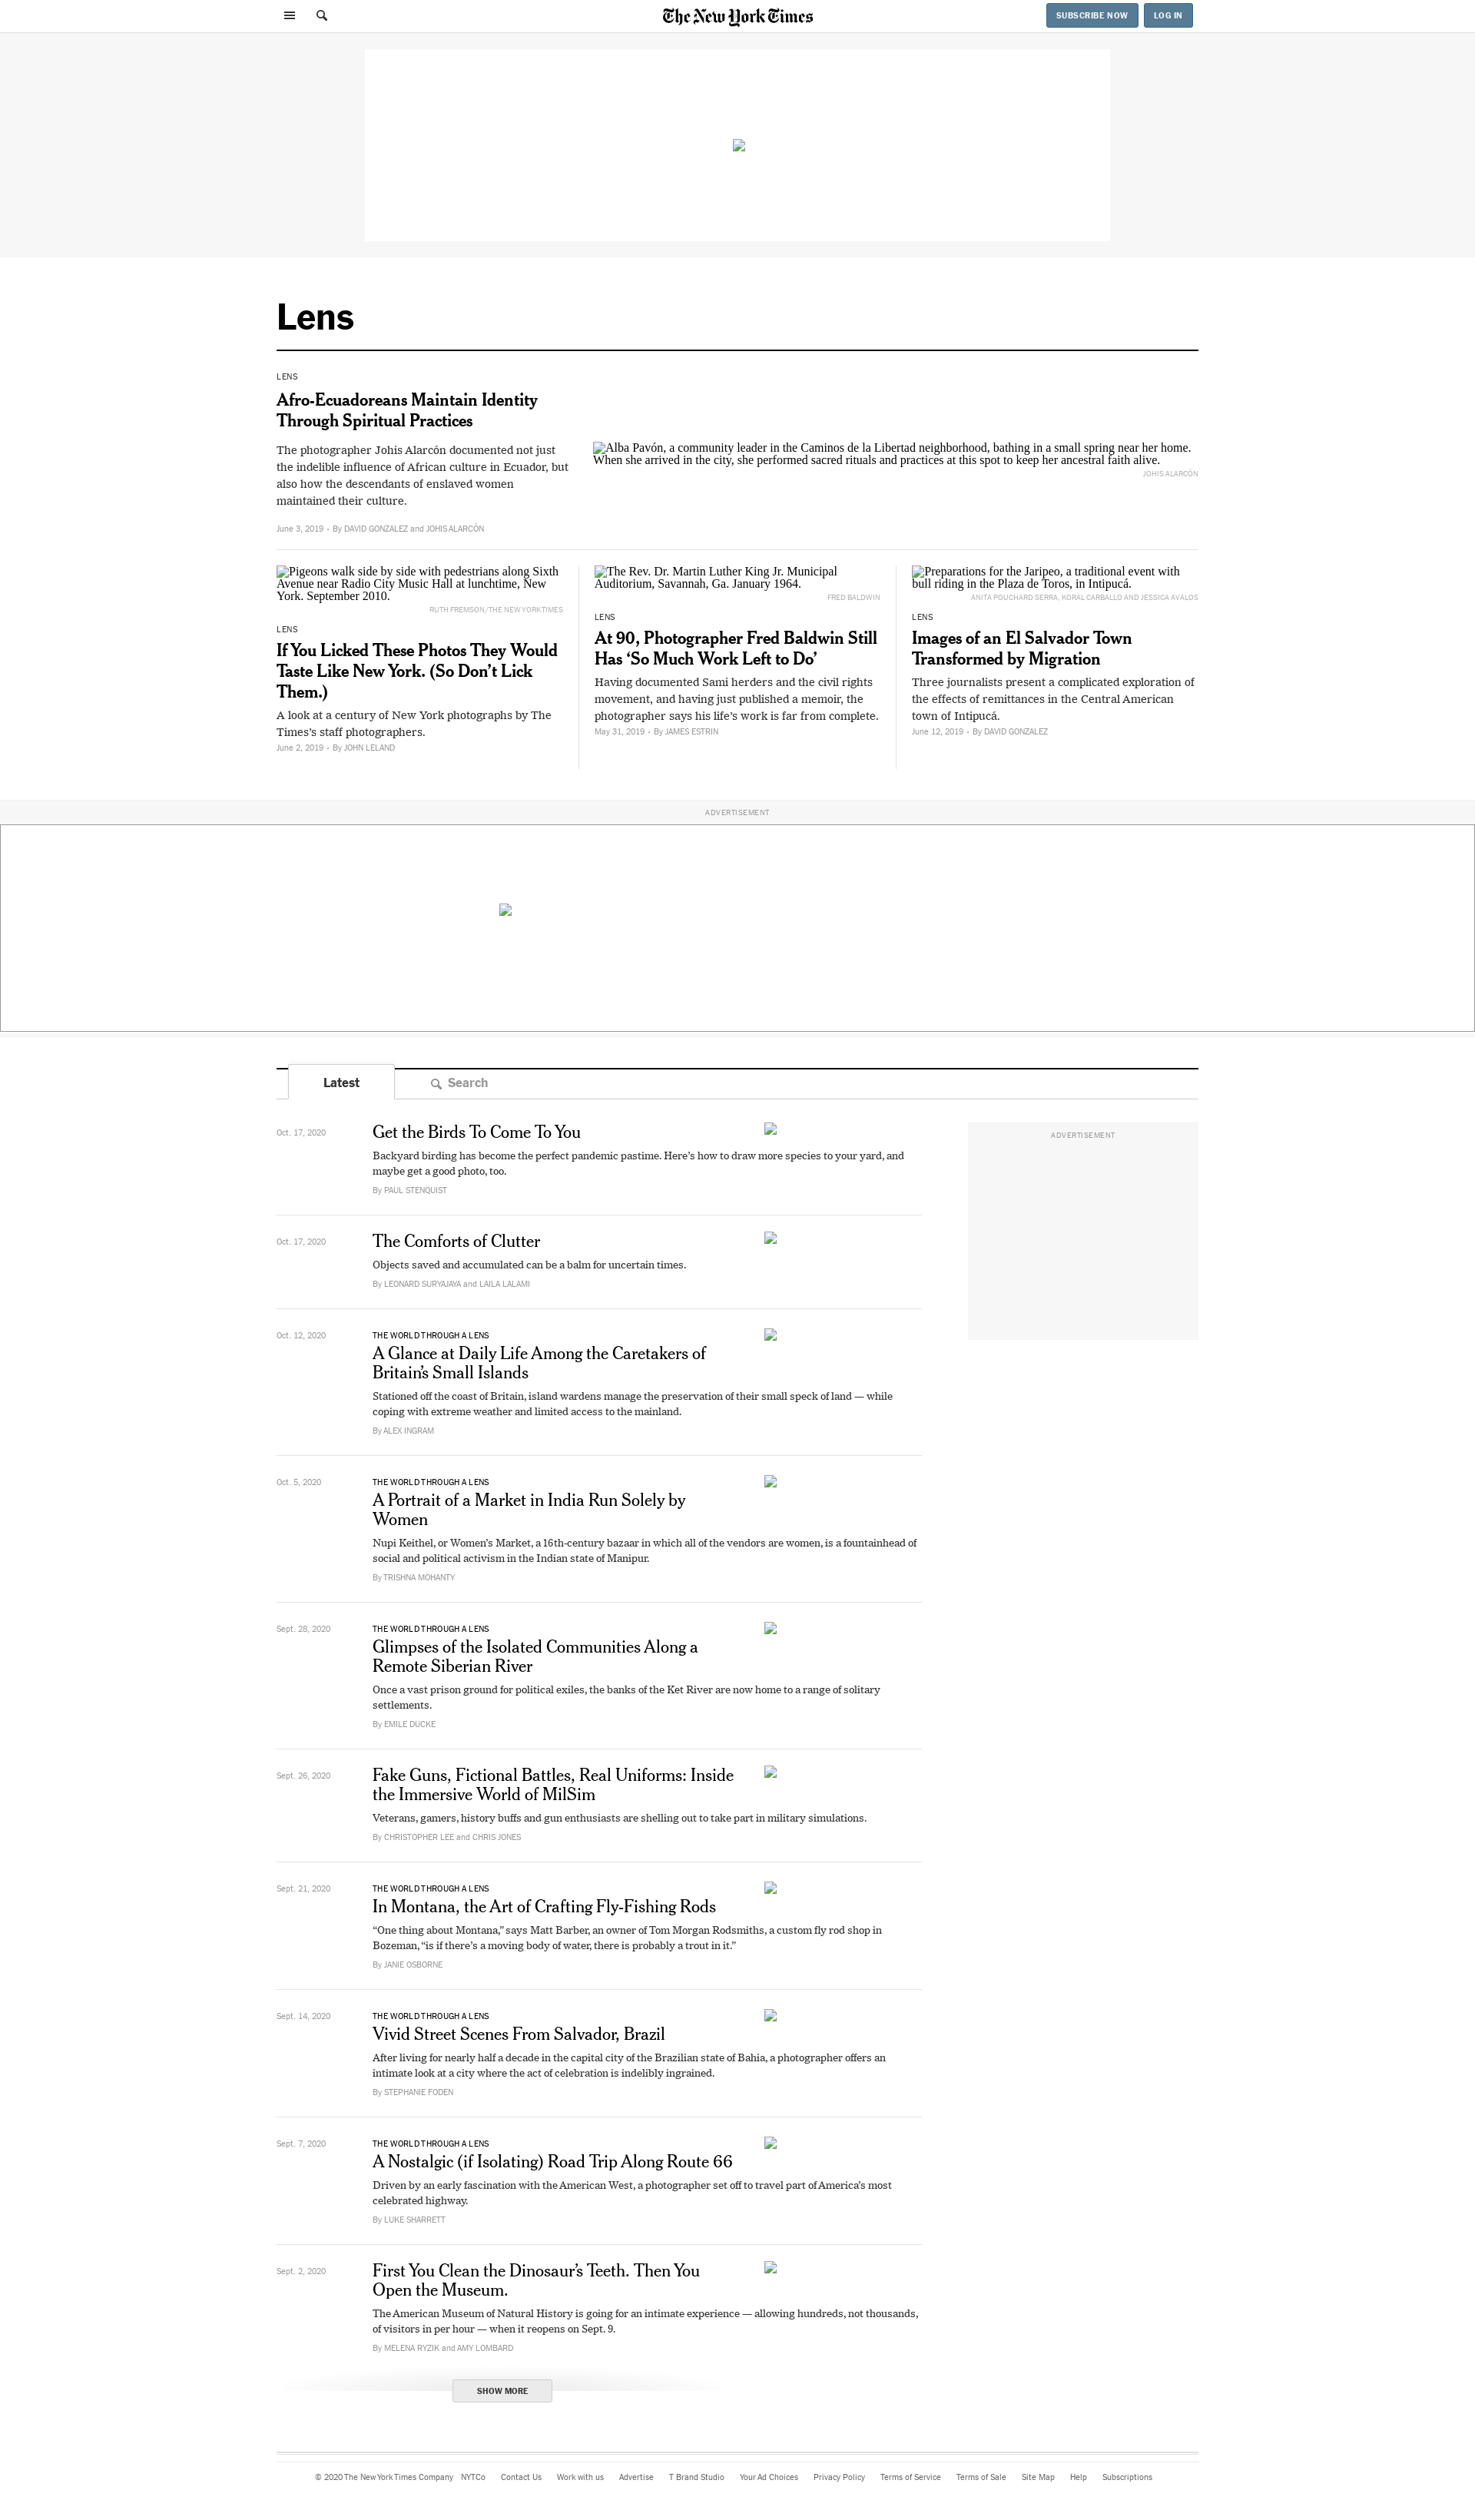 The New York Times
SUBSCRIBE NOW
LOG IN
Lens
LENS
Afro-Ecuadoreans Maintain Identity
Through Spiritual Practices
The photographer Johis Alarcón documented not just
the indelible influence of African culture in Ecuador, but
also how the descendants of enslaved women
maintained their culture.
June 3, 2019 • By DAVID GONZALEZ and JOHIS ALARCÓN
Alba Pavón, a community leader in the Caminos de la Libertad neighborhood, bathing in a small spring near her home.
When she arrived in the city, she performed sacred rituals and practices at this spot to keep her ancestral faith alive.
JOHIS ALARCÓN
Pigeons walk side by side with pedestrians along Sixth
Avenue near Radio City Music Hall at lunchtime, New
York. September 2010.
RUTH FREMSON/THE NEW YORK TIMES
LENS
If You Licked These Photos They Would
Taste Like New York. (So Don’t Lick
Them.)
A look at a century of New York photographs by The
Times’s staff photographers.
June 2, 2019 • By JOHN LELAND
The Rev. Dr. Martin Luther King Jr. Municipal
Auditorium, Savannah, Ga. January 1964.
FRED BALDWIN
LENS
At 90, Photographer Fred Baldwin Still
Has ‘So Much Work Left to Do’
Having documented Sami herders and the civil rights
movement, and having just published a memoir, the
photographer says his life’s work is far from complete.
May 31, 2019 • By JAMES ESTRIN
Preparations for the Jaripeo, a traditional event with
bull riding in the Plaza de Toros, in Intipucá.
ANITA POUCHARD SERRA, KORAL CARBALLO AND JESSICA AVALOS
LENS
Images of an El Salvador Town
Transformed by Migration
Three journalists present a complicated exploration of
the effects of remittances in the Central American
town of Intipucá.
June 12, 2019 • By DAVID GONZALEZ
ADVERTISEMENT
Latest
Search
ADVERTISEMENT
Oct. 17, 2020
Get the Birds To Come To You
Backyard birding has become the perfect pandemic pastime. Here’s how to draw more species to your yard, and
maybe get a good photo, too.
By PAUL STENQUIST
Oct. 17, 2020
The Comforts of Clutter
Objects saved and accumulated can be a balm for uncertain times.
By LEONARD SURYAJAYA and LAILA LALAMI
Oct. 12, 2020
THE WORLD THROUGH A LENS
A Glance at Daily Life Among the Caretakers of
Britain’s Small Islands
Stationed off the coast of Britain, island wardens manage the preservation of their small speck of land — while
coping with extreme weather and limited access to the mainland.
By ALEX INGRAM
Oct. 5, 2020
THE WORLD THROUGH A LENS
A Portrait of a Market in India Run Solely by
Women
Nupi Keithel, or Women’s Market, a 16th-century bazaar in which all of the vendors are women, is a fountainhead of
social and political activism in the Indian state of Manipur.
By TRISHNA MOHANTY
Sept. 28, 2020
THE WORLD THROUGH A LENS
Glimpses of the Isolated Communities Along a
Remote Siberian River
Once a vast prison ground for political exiles, the banks of the Ket River are now home to a range of solitary
settlements.
By EMILE DUCKE
Sept. 26, 2020
Fake Guns, Fictional Battles, Real Uniforms: Inside
the Immersive World of MilSim
Veterans, gamers, history buffs and gun enthusiasts are shelling out to take part in military simulations.
By CHRISTOPHER LEE and CHRIS JONES
Sept. 21, 2020
THE WORLD THROUGH A LENS
In Montana, the Art of Crafting Fly-Fishing Rods
“One thing about Montana,” says Matt Barber, an owner of Tom Morgan Rodsmiths, a custom fly rod shop in
Bozeman, “is if there’s a moving body of water, there is probably a trout in it.”
By JANIE OSBORNE
Sept. 14, 2020
THE WORLD THROUGH A LENS
Vivid Street Scenes From Salvador, Brazil
After living for nearly half a decade in the capital city of the Brazilian state of Bahia, a photographer offers an
intimate look at a city where the act of celebration is indelibly ingrained.
By STEPHANIE FODEN
Sept. 7, 2020
THE WORLD THROUGH A LENS
A Nostalgic (if Isolating) Road Trip Along Route 66
Driven by an early fascination with the American West, a photographer set off to travel part of America’s most
celebrated highway.
By LUKE SHARRETT
Sept. 2, 2020
First You Clean the Dinosaur’s Teeth. Then You
Open the Museum.
The American Museum of Natural History is going for an intimate experience — allowing hundreds, not thousands,
of visitors in per hour — when it reopens on Sept. 9.
By MELENA RYZIK and AMY LOMBARD
SHOW MORE
© 2020 The New York Times Company NYTCo Contact Us Work with us Advertise T Brand Studio Your Ad Choices Privacy Policy Terms of Service Terms of Sale Site Map Help Subscriptions